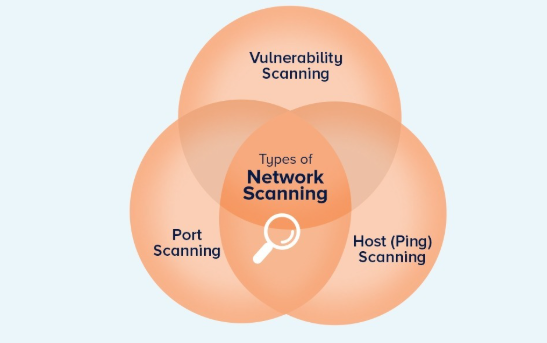 Vulnerability
Scanning
Types of
Network
Scanning
Port
Scanning
Host (Ping)
Scanning